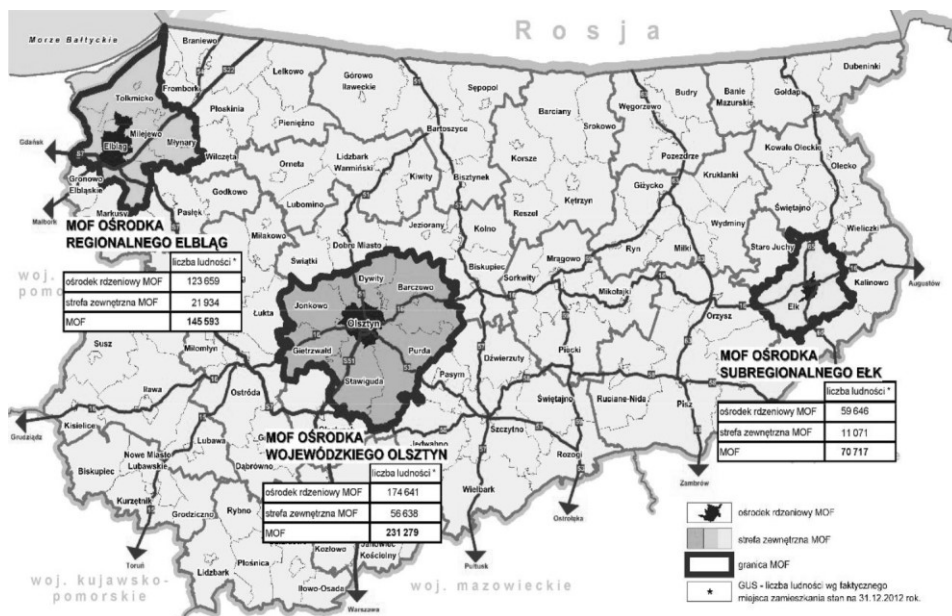 Rosja
Morze Bałtyckie
Braniewo
Frombork
Lelkowo
Górowo
Iławeckie
Sępopol
Barciany
Węgorzewo
Budry
Banie
Mazurskie
Gołdap
Dubeninki
Tolkmicko
Płoskinia
Pieniężno
Bartoszyce
Srokowo
Pozezdrze
Kowale Oleckie
Milejewo
Młynary
Elbląg
Gdańsk
Wilczęta
Orneta
Lidzbark
Warmiński
Kiwity
Bisztynek
Korsze
Kętrzyn
Giżycko
Kruklanki
Olecko
Gronowo
Elbląskie
Malbork
Markusy
Pasłęk
Godkowo
Lubomino
Reszel
Wydminy
Świętajno
Wieliczki
MOF OŚRODKA
REGIONALNEGO ELBLĄG
liczba ludności *
ośrodek rdzeniowy MOF 123 659
strefa zewnętrzna MOF 21 934
MOF 145 593
woj.
Miłakowo
Świątki
Dobre Miasto
Jeziorany
Kolno
Biskupiec
Sorkwity
Mrągowo
Ryn
Miłki
Stare Juchy
Kalinowo
Augustów
Ełk
Orzysz
Mikołajki
Łukta
Jonkowo
Dywity
Barczewo
Olsztyn
Gietrzwałd
Purda
Stawiguda
Susz
Miłomłyn
Iława
Ostróda
Pasym
Dźwierzuty
Piecki
Świętajno
Ruciane-Nida
Pisz
Szczytno
Rozogi
Jedwabno
Wielbark
MOF OŚRODKA
SUBREGIONALNEGO EŁK
liczba ludności *
ośrodek rdzeniowy MOF 59 646
strefa zewnętrzna MOF 11 071
MOF 70 717
Grudziądz
Kisielice
Biskupiec
Nowe Miasto
Lubawskie
Lubawa
Kurzętnik
Grodziczno
Dąbrówno
Rybno
Płośnica
Lidzbark
Iłowo-Osada
Kozłowo
Janowiec
Kościelny
MOF OŚRODKA
WOJEWÓDZKIEGO OLSZTYN
liczba ludności *
ośrodek rdzeniowy MOF 174 641
strefa zewnętrzna MOF 56 638
MOF 231 279
Toruń
Warszawa
Pułtusk
Ostrołęka
Zambrów
woj. kujawsko-
pomorskie
woj. mazowieckie
ośrodek rdzeniowy MOF
strefa zewnętrzna MOF
granica MOF
* GUS - liczba ludności wg faktycznego
miejsca zamieszkania stan na 31.12.2012 rok.